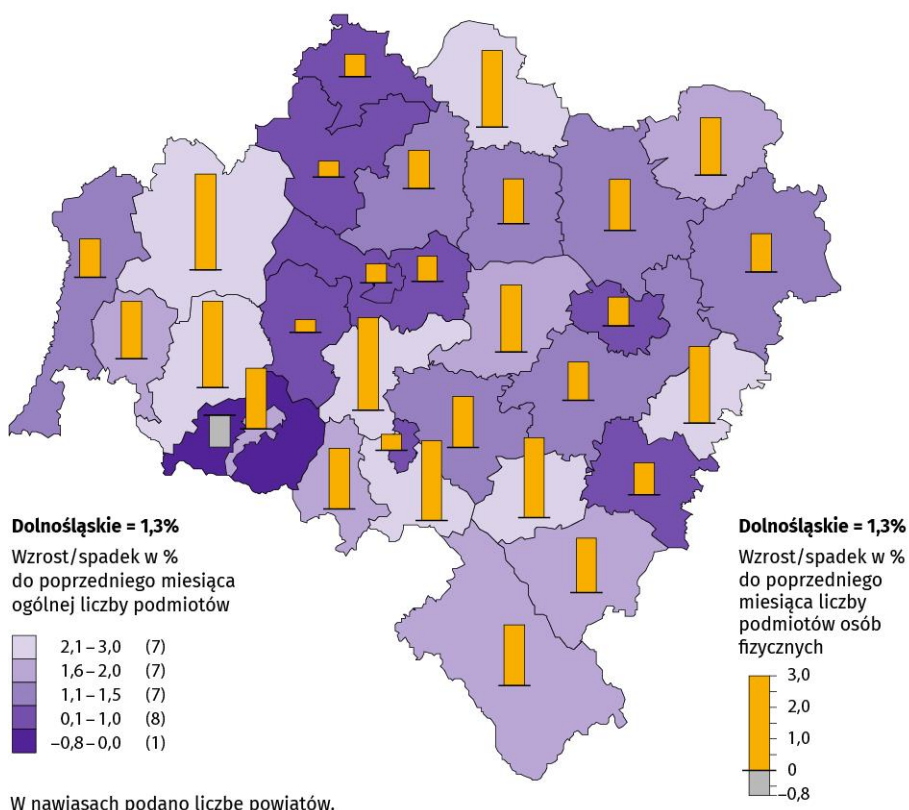 Dolnośląskie = 1,3%
Wzrost/spadek w %
do poprzedniego miesiąca
ogólnej liczby podmiotów
2,1–3,0 (7)
1,6–2,0 (7)
1,1–1,5 (7)
0,1–1,0 (8)
–0,8–0,0 (1)
W nawiasach podano liczbę powiatów.
Dolnośląskie = 1,3%
Wzrost/spadek w %
do poprzedniego
miesiąca liczby
podmiotów osób
fizycznych
3,0
2,0
1,0
0
–0,8